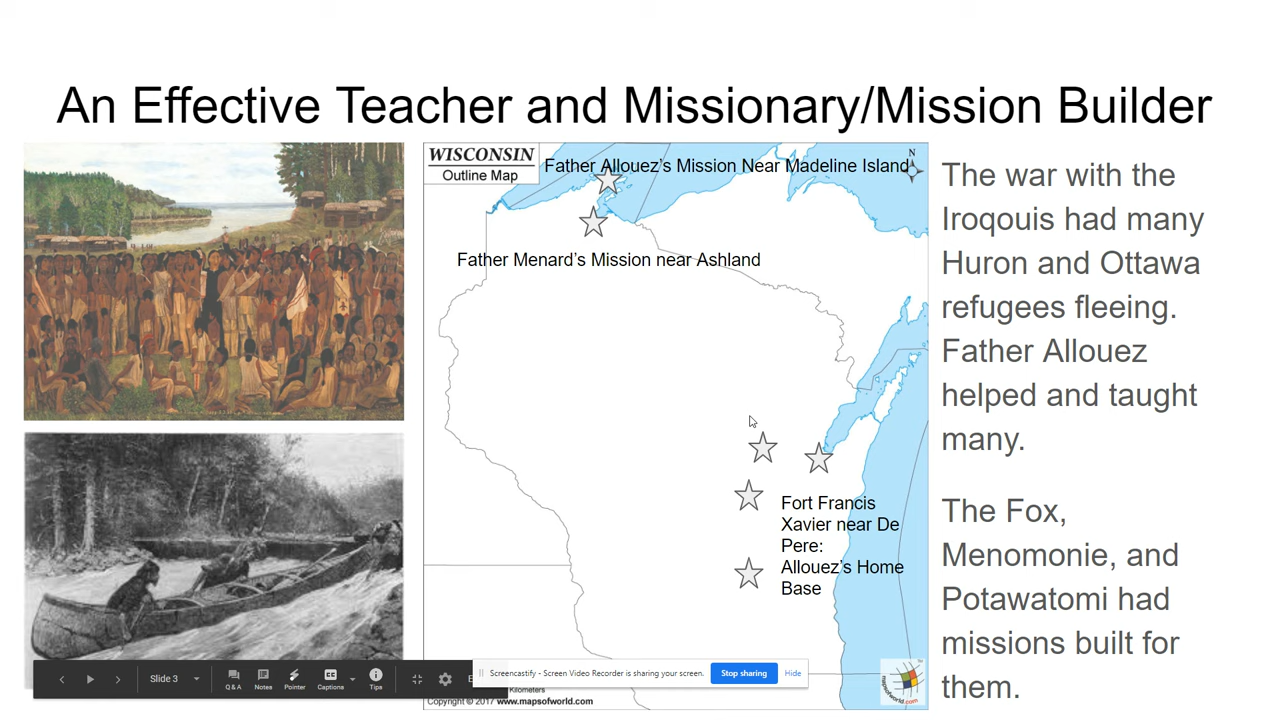 An Effective Teacher and Missionary/Mission Builder
WISCONSIN
Outline Map
Father Allouez's Mission Near Madeline Island
N
Father Menard's Mission near Ashland
Fort Francis
Xavier near De
Pere:
Allouez's Home
Base
The war with the
Iroqouis had many
Huron and Ottawa
refugees fleeing.
Father Allouez
helped and taught
many.
The Fox,
Menomonie, and
Potawatomi had
missions built for
them.
Slide 3
Q & A
Notes
Pointer
Captions
Tips
Screencastify - Screen Video Recorder is sharing your screen.
Stop sharing
Hide
Kilometers
Copyright © 2017 www.mapsofworld.com
mapsofworld.com